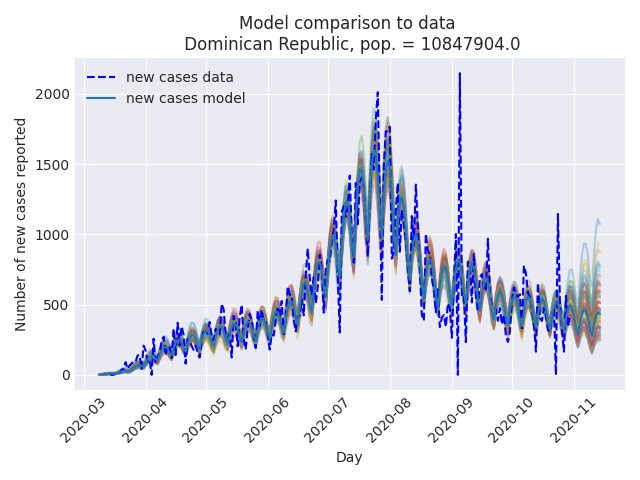 Model comparison to data
Dominican Republic, pop. = 10847904.0
new cases data
new cases model
Number of new cases reported
2000
1500
1000
500
0
2020-03
2020-04
2020-05
2020-06
2020-07
2020-08
2020-09
2020-10
2020-11
Day